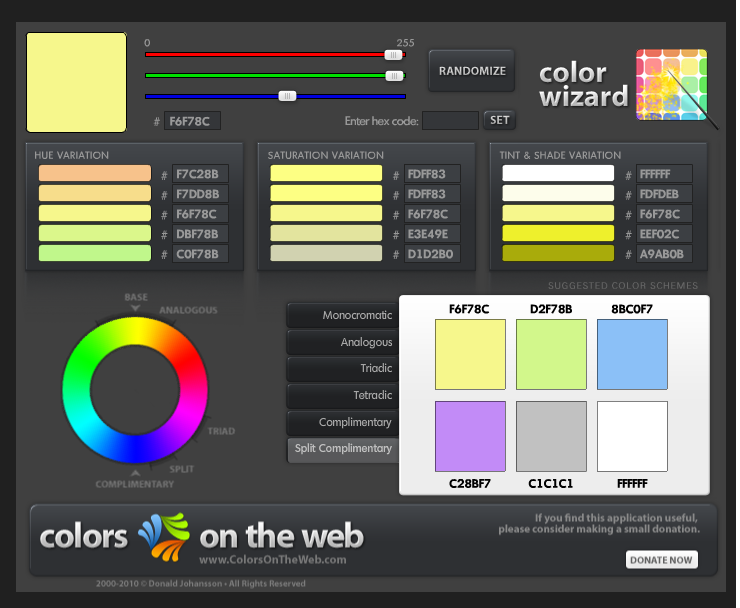 0 255
RANDOMIZE
color
wizard
# F6F78C
Enter hex code: SET
HUE VARIATION
# F7C28B
# F7DD8B
# F6F78C
# DBF78B
# C0F78B
SATURATION VARIATION
# FDFF83
# FDFF83
# F6F78C
# E3E49E
# D1D2B0
TINT & SHADE VARIATION
# FFFFFF
# FDFDEB
# F6F78C
# EEF02C
# A9AB0B
SUGGESTED COLOR SCHEMES
BASE
ANALOGOUS
TRIAD
SPLIT
COMPLIMENTARY
Monocromatic
Analogous
Triadic
Tetradic
Complimentary
Split Complimentary
F6F78C D2F78B 8BC0F7
C28BF7 C1C1C1 FFFFFF
colors on the web
www.ColorsOnTheWeb.com
If you find this application useful,
please consider making a small donation.
DONATE NOW
2000-2010 © Donald Johansson • All Rights Reserved